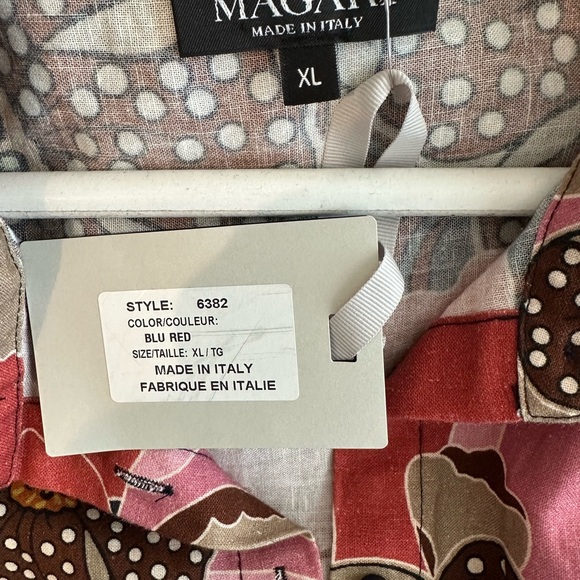 MADE IN ITALY
XL
STYLE: 6382
COLOR/COULEUR:
BLU RED
SIZE/TAILLE: XL / TG
MADE IN ITALY
FABRIQUE EN ITALIE